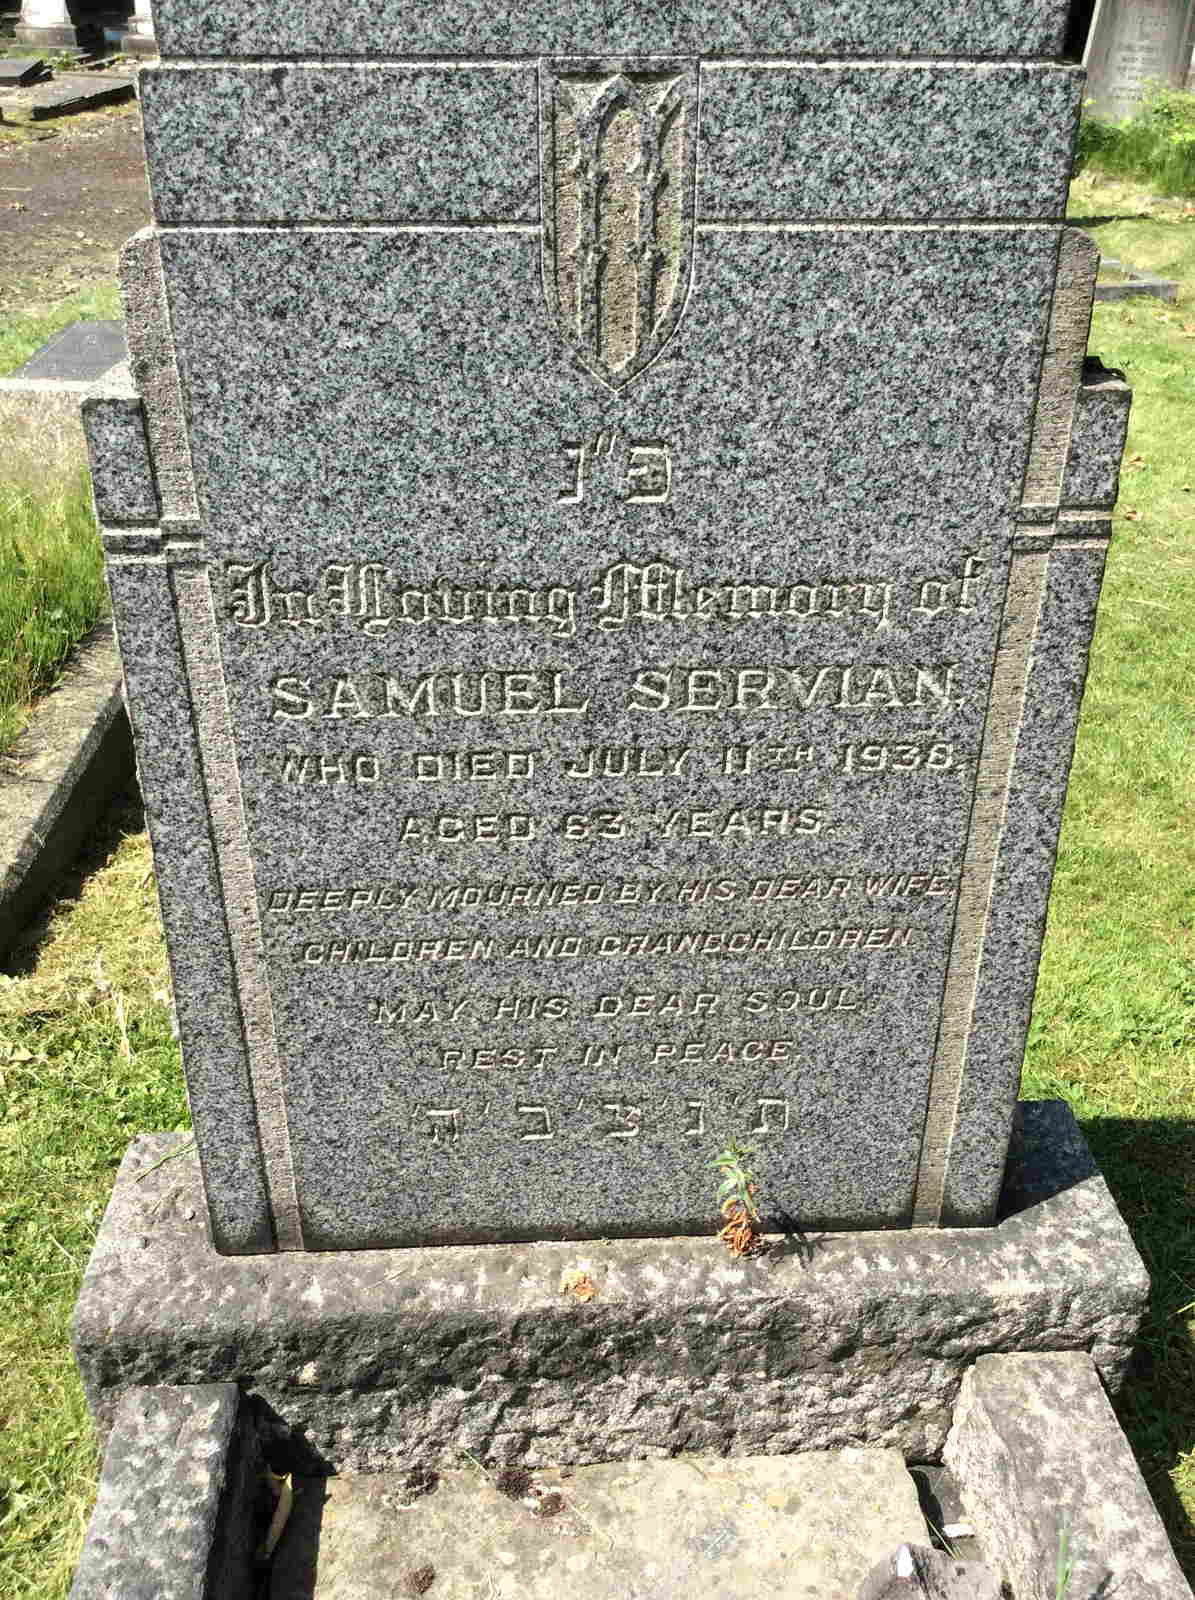 פ"נ
In Loving Memory of
SAMUEL SERVIAN.
WHO DIED JULY 11TH 1938.
AGED 63 YEARS.
DEEPLY MOURNED BY HIS DEAR WIFE,
CHILDREN AND GRANDCHILDREN
MAY HIS DEAR SOUL
REST IN PEACE.
ת'נ'צ'ב'ה'